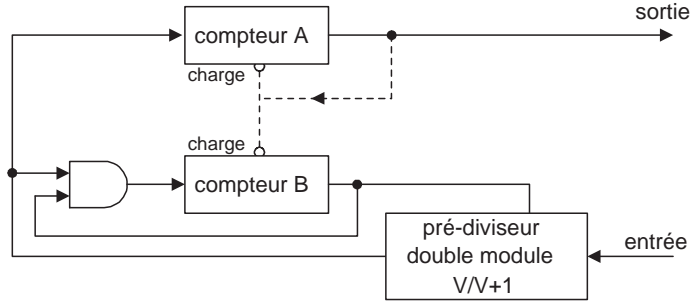 sortie
compteur A
charge
charge
compteur B
pré-diviseur
double module
V/V+1
entrée